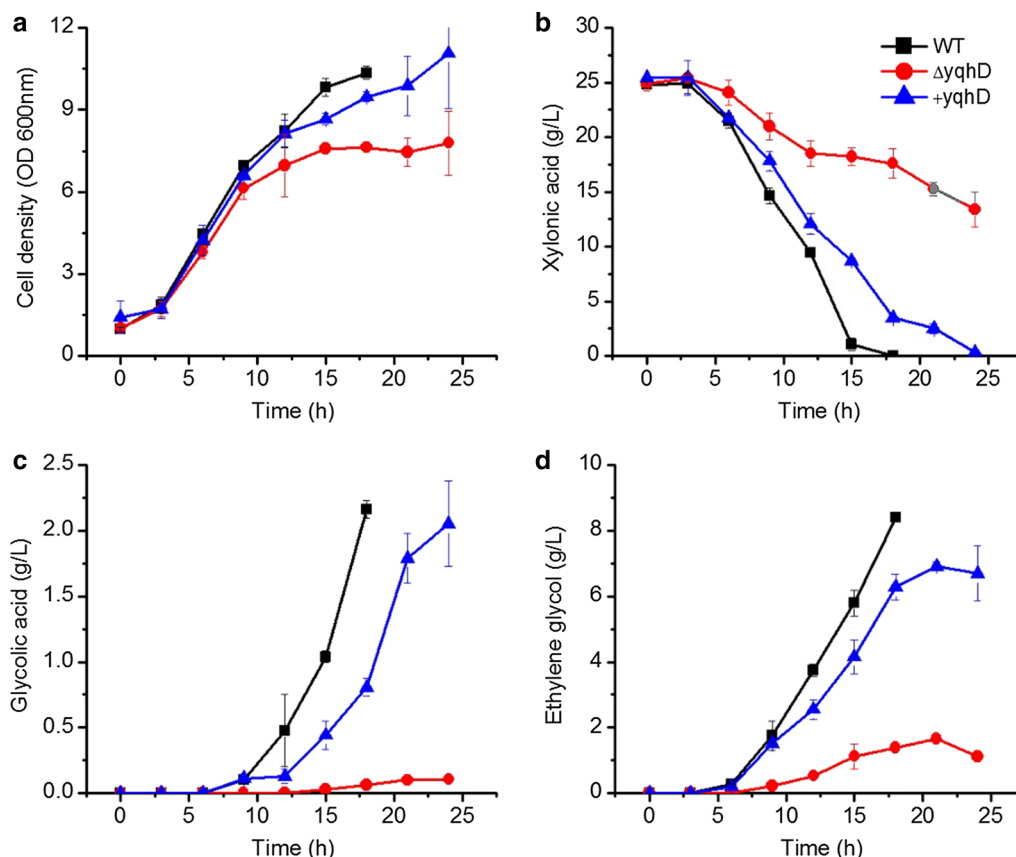 a
12
9
6
3
0
Cell density (OD 600nm)
0 5 10 15 20 25
Time (h)
b
30
25
20
15
10
5
0
Xylonic acid (g/L)
WT
ΔyqhD
+yqhD
0 5 10 15 20 25
Time (h)
c
2.5
2.0
1.5
1.0
0.5
0.0
Glycolic acid (g/L)
0 5 10 15 20 25
Time (h)
d
10
8
6
4
2
0
Ethylene glycol (g/L)
0 5 10 15 20 25
Time (h)